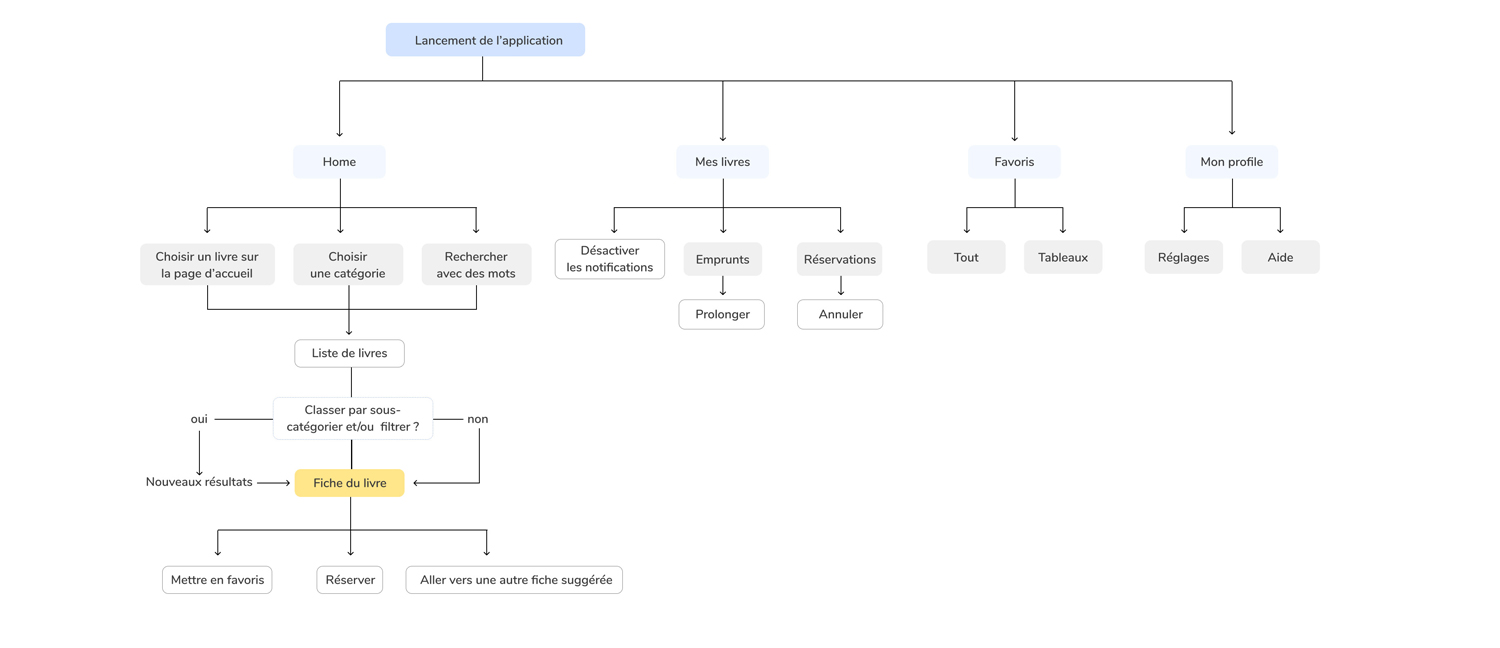 Lancement de l'application
Home
Mes livres
Favoris
Mon profile
Choisir un livre sur
la page d'accueil
Choisir
une catégorie
Rechercher
avec des mots
Désactiver
les notifications
Emprunts
Réservations
Tout
Tableaux
Réglages
Aide
Prolonger
Annuler
Liste de livres
oui
Classer par sous-
catégorier et/ou filtrer ?
non
Nouveaux résultats
Fiche du livre
Mettre en favoris
Réserver
Aller vers une autre fiche suggérée